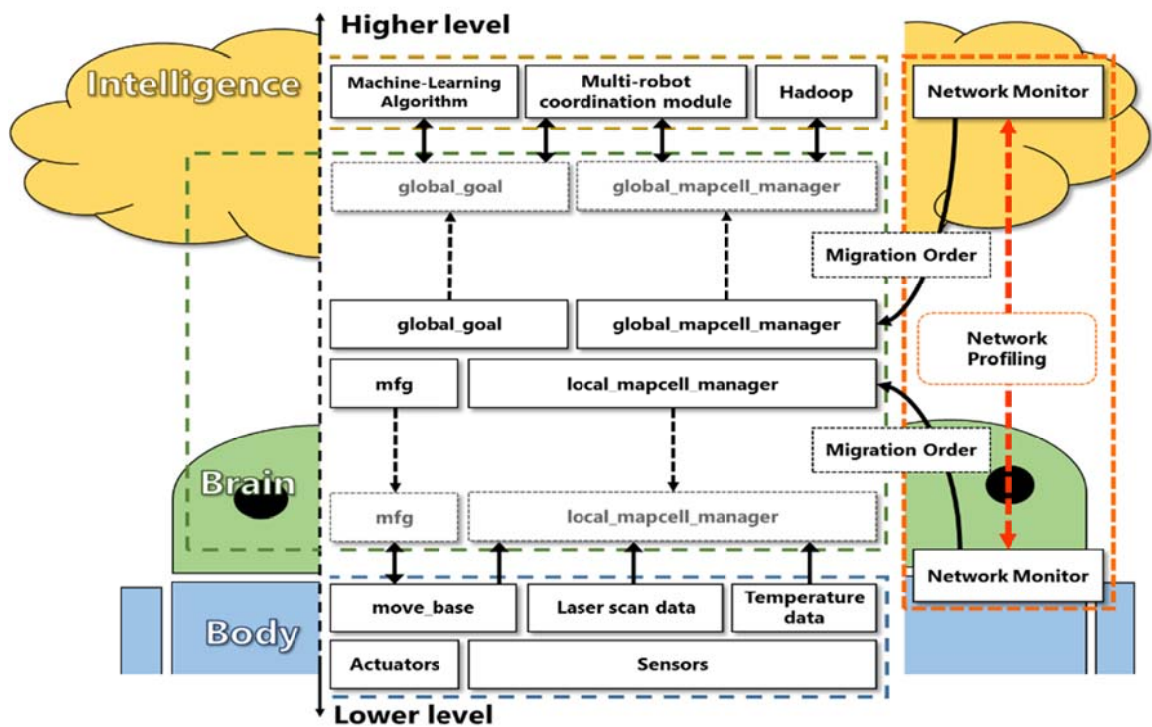 Higher level
Intelligence
Machine-Learning
Algorithm
Multi-robot
coordination module
Hadoop
Network Monitor
global_goal
global_mapcell_manager
Migration Order
global_goal
global_mapcell_manager
Network
Profiling
mfg
local_mapcell_manager
Migration Order
Brain
mfg
local_mapcell_manager
Network Monitor
move_base
Laser scan data
Temperature
data
Body
Actuators
Sensors
Lower level